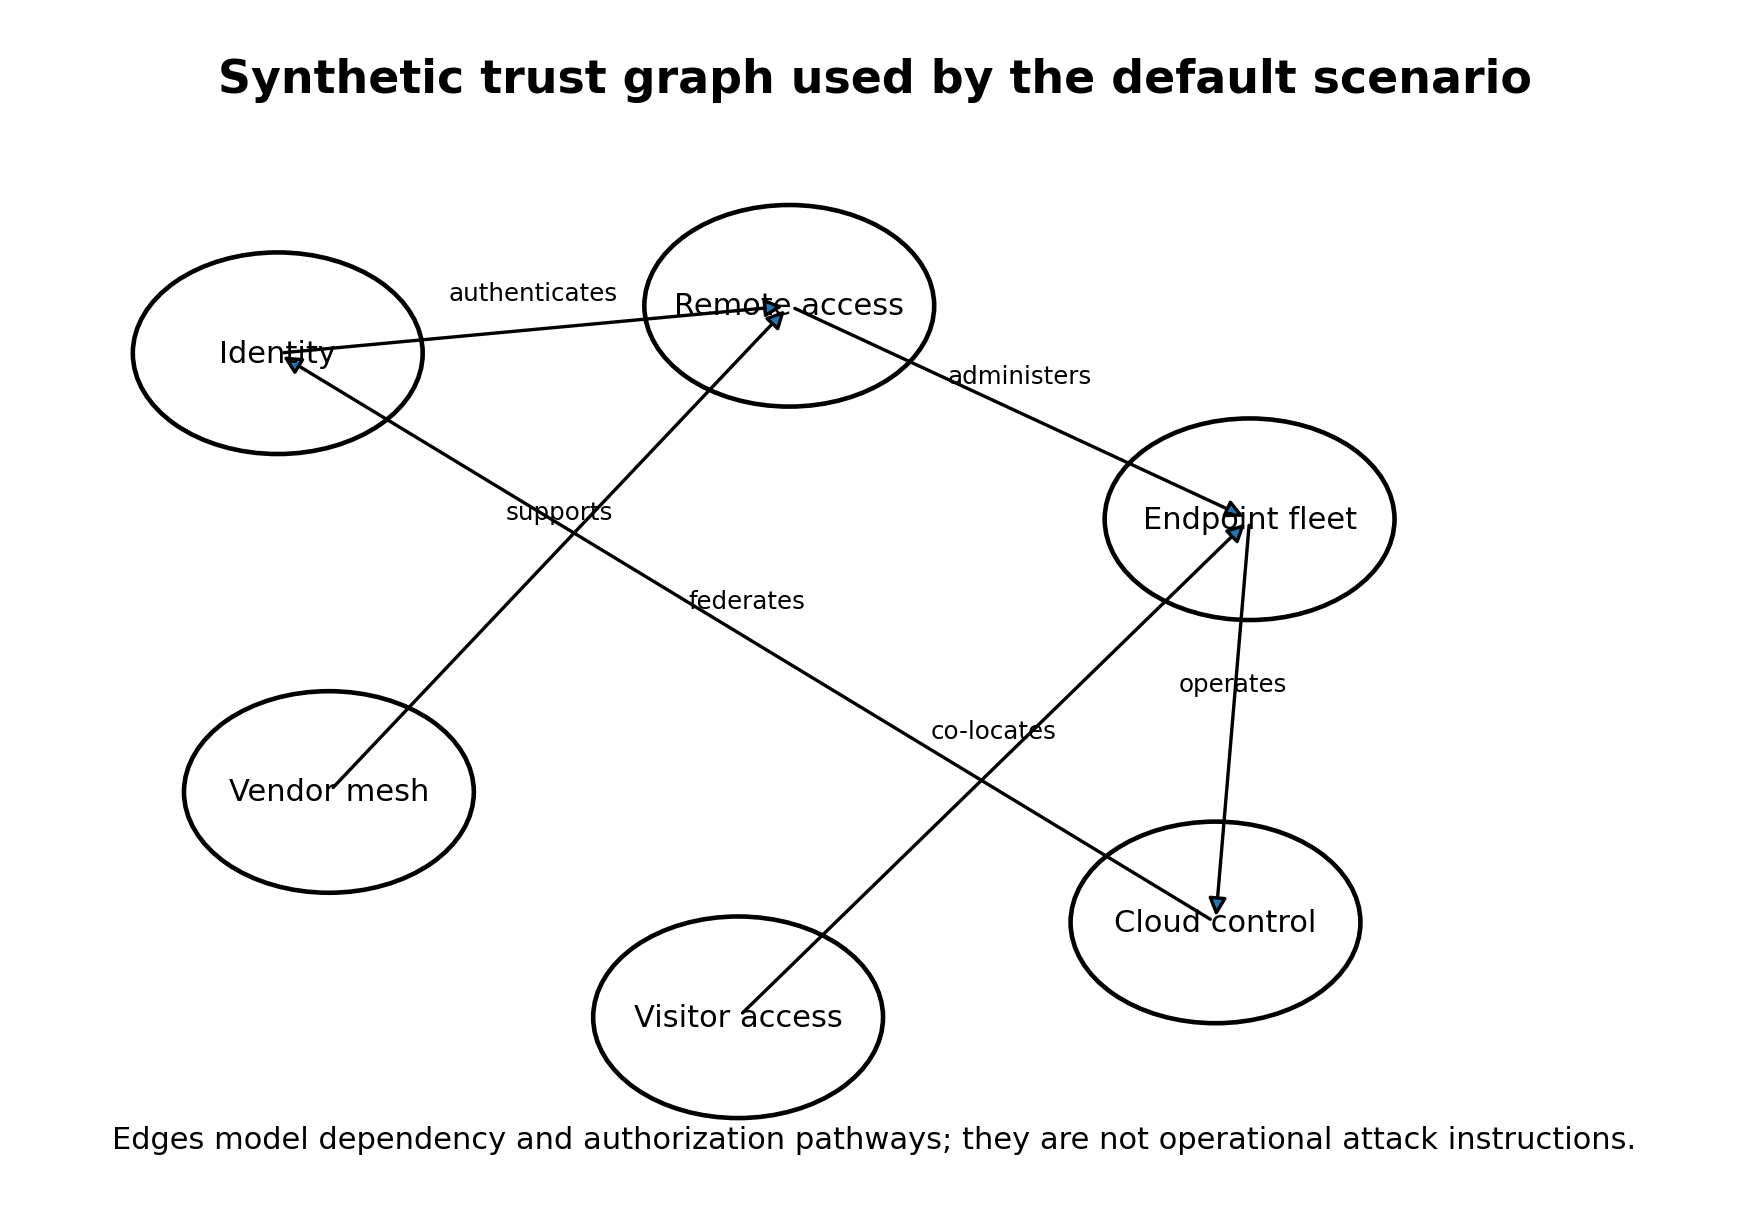 Synthetic trust graph used by the default scenario
authenticates
Remote access
Identity
administers
supports
Endpoint fleet
federates
operates
co-locates
Vendor mesh
Cloud control
Visitor access
Edges model dependency and authorization pathways; they are not operational attack instructions.